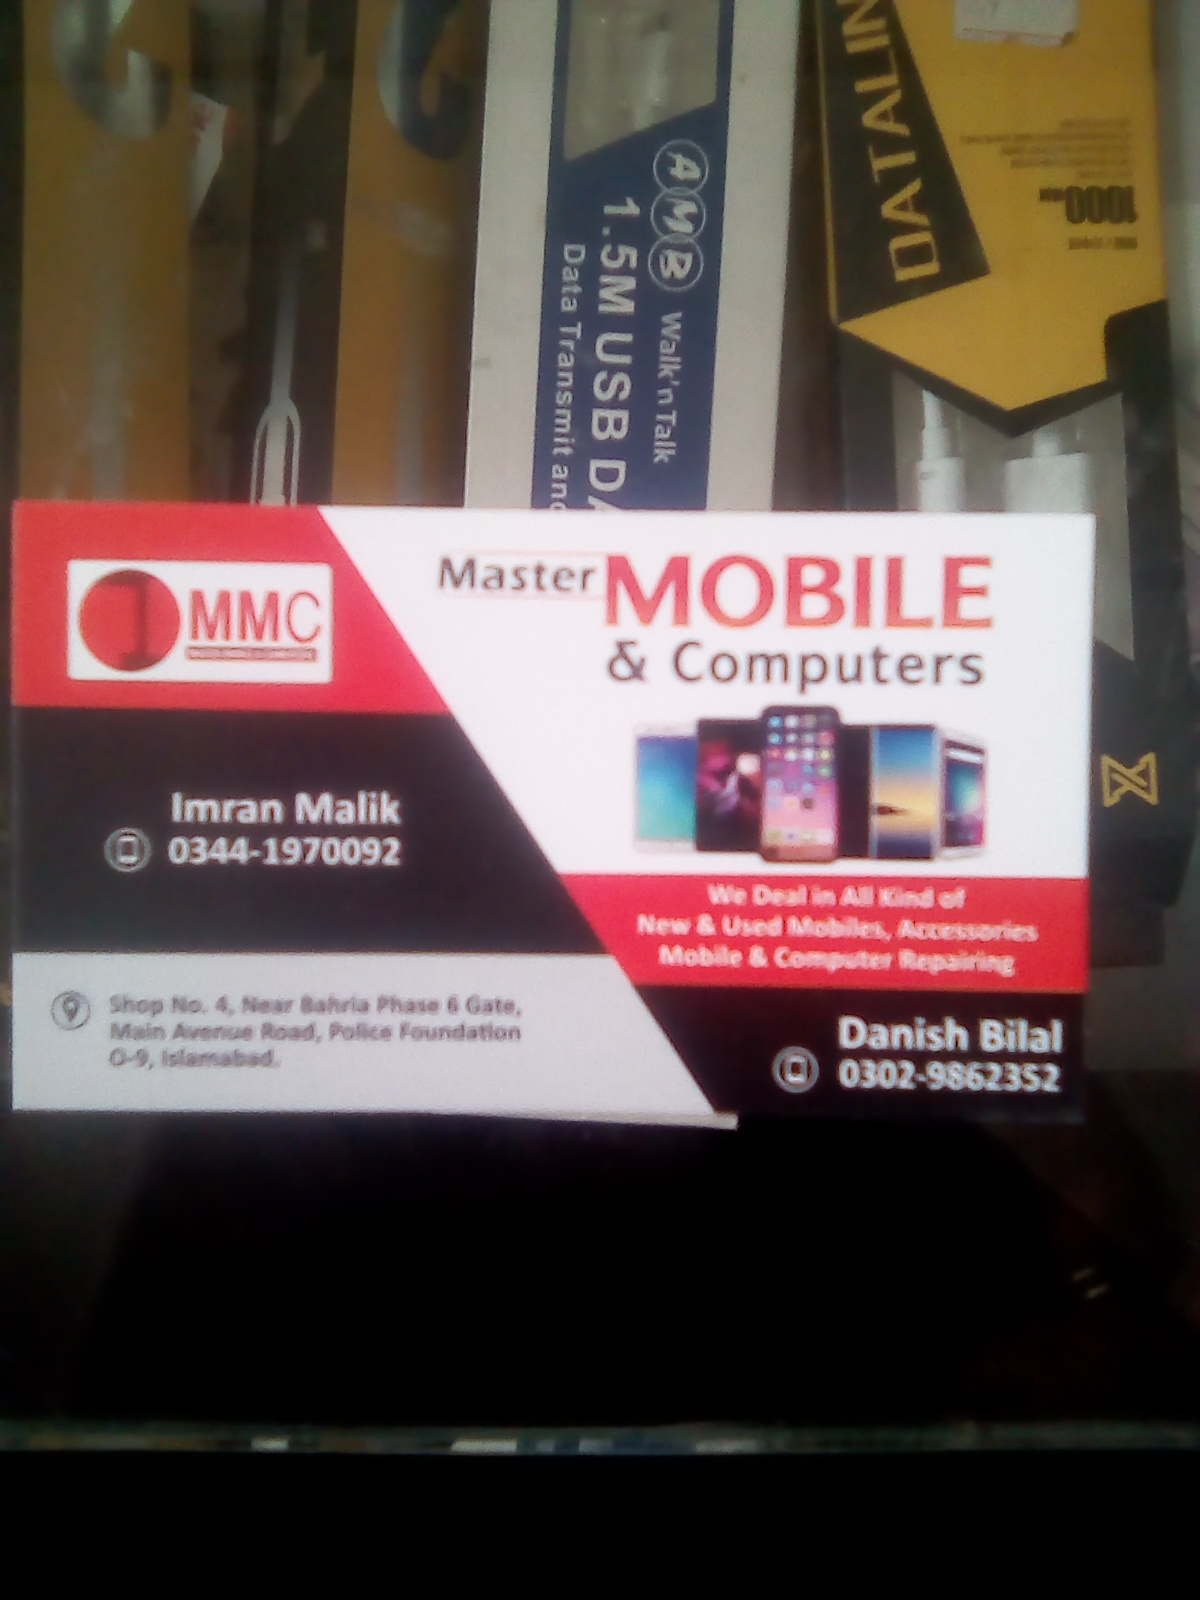 AMB Walk'n Talk
1.5M USB DA
Data Transmit and
DATALIN
1000
MMC
Master MOBILE
& Computers
Imran Malik
0344-1970092
We Deal in All Kind of
New & Used Mobiles, Accessories
Mobile & Computer Repairing
Shop No. 4, Near Bahria Phase 6 Gate,
Main Avenue Road, Police Foundation
O-9, Islamabad.
Danish Bilal
0302-9862352